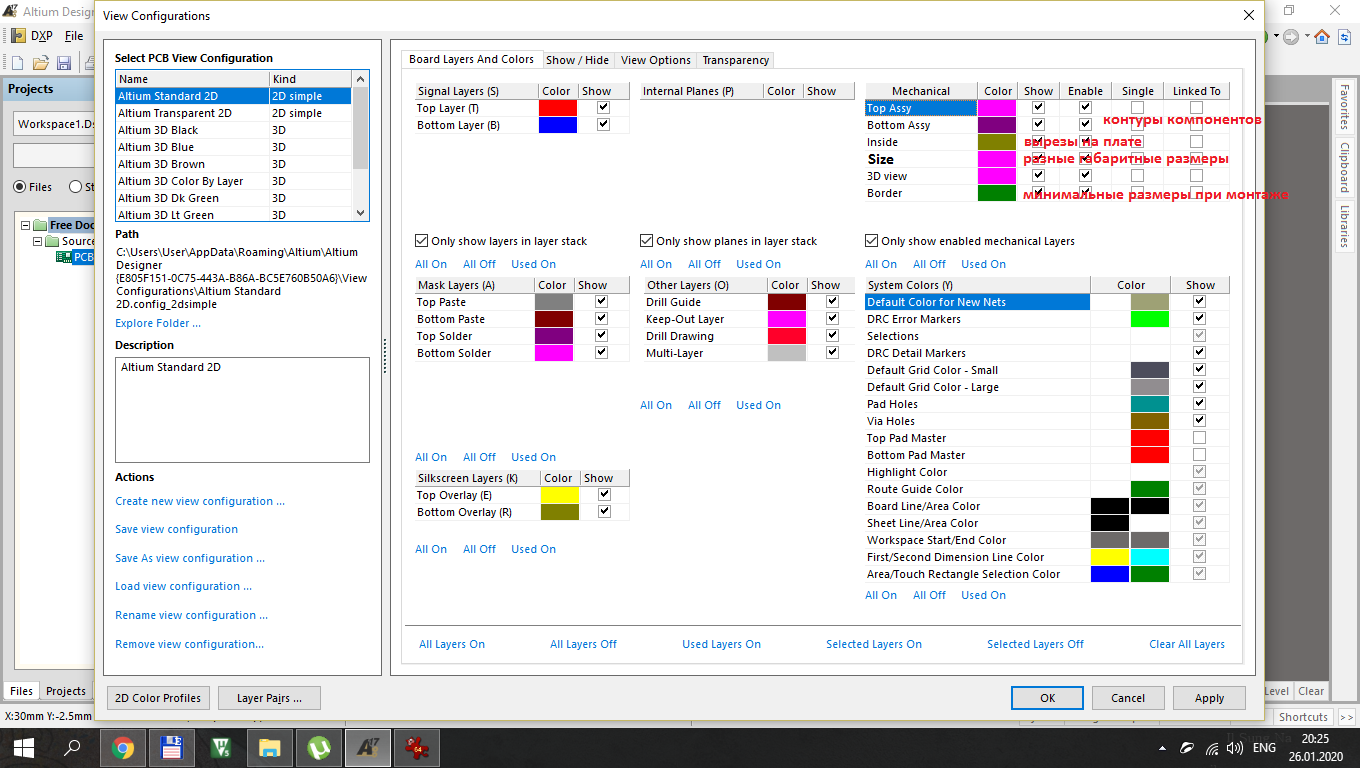 Altium Design
View Configurations
DXP File
Projects
Workspace1.Ds
Files St
Free Doc
Source
PCB
Files Projects
X:30mm Y:-2.5mm
Select PCB View Configuration
Name Kind
Altium Standard 2D 2D simple
Altium Transparent 2D 2D simple
Altium 3D Black 3D
Altium 3D Blue 3D
Altium 3D Brown 3D
Altium 3D Color By Layer 3D
Altium 3D Dk Green 3D
Altium 3D Lt Green 3D
Path
C:\Users\User\AppData\Roaming\Altium\Altium
Designer
{E805F151-0C75-443A-B86A-BC5E760B50A6}\View
Configurations\Altium Standard
2D.config_2dsimple
Explore Folder ...
Description
Altium Standard 2D
Actions
Create new view configuration ...
Save view configuration
Save As view configuration ...
Load view configuration ...
Rename view configuration ...
Remove view configuration...
2D Color Profiles Layer Pairs ...
Board Layers And Colors Show / Hide View Options Transparency
Signal Layers (S) Color Show
Top Layer (T)
Bottom Layer (B)
Only show layers in layer stack
All On All Off Used On
Internal Planes (P) Color Show
Only show planes in layer stack
All On All Off Used On
Mechanical Color Show Enable Single Linked To
Top Assy
контуры компонентов
Bottom Assy
Inside вырезы на плате
Size разные габаритные размеры
3D view
Border минимальные размеры при монтаже
Only show enabled mechanical Layers
All On All Off Used On
Mask Layers (A) Color Show
Top Paste
Bottom Paste
Top Solder
Bottom Solder
All On All Off Used On
Other Layers (O) Color Show
Drill Guide
Keep-Out Layer
Drill Drawing
Multi-Layer
All On All Off Used On
System Colors (Y) Color Show
Default Color for New Nets
DRC Error Markers
Selections
DRC Detail Markers
Default Grid Color - Small
Default Grid Color - Large
Pad Holes
Via Holes
Top Pad Master
Bottom Pad Master
Highlight Color
Route Guide Color
Board Line/Area Color
Sheet Line/Area Color
Workspace Start/End Color
First/Second Dimension Line Color
Area/Touch Rectangle Selection Color
All On All Off Used On
Silkscreen Layers (K) Color Show
Top Overlay (E)
Bottom Overlay (R)
All On All Off Used On
All Layers On All Layers Off Used Layers On Selected Layers On Selected Layers Off Clear All Layers
OK Cancel Apply
Favorites
Clipboard
Libraries
Level Clear
Shortcuts >>
ENG
20:25
26.01.2020